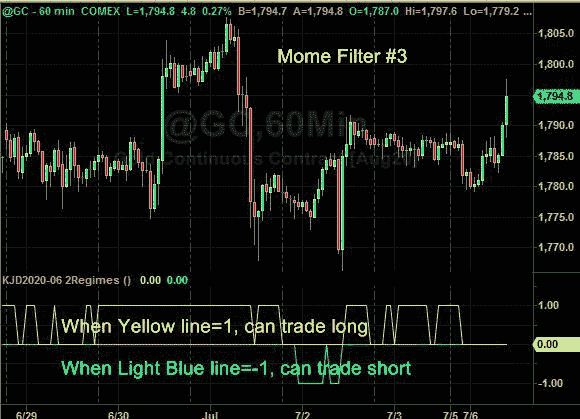 @GC - 60 min COMEX L=1,794.8 4.8 0.27% B=1,794.7 A=1,794.8 O=1,787.0 Hi=1,797.6 Lo=1,779.2 ...
Mome Filter #3
1,805.0
1,800.0
1,794.8
1,790.0
1,785.0
1,780.0
1,775.0
1,770.0
@GC,60Min
Continuous Contract
KJD2020-06 2Regimes () 0.00 0.00
1.00
When Yellow line=1, can trade long
0.00
When Light Blue line=-1, can trade short
-1.00
6/29 6/30 Jul 7/2 7/3 7/5 7/6